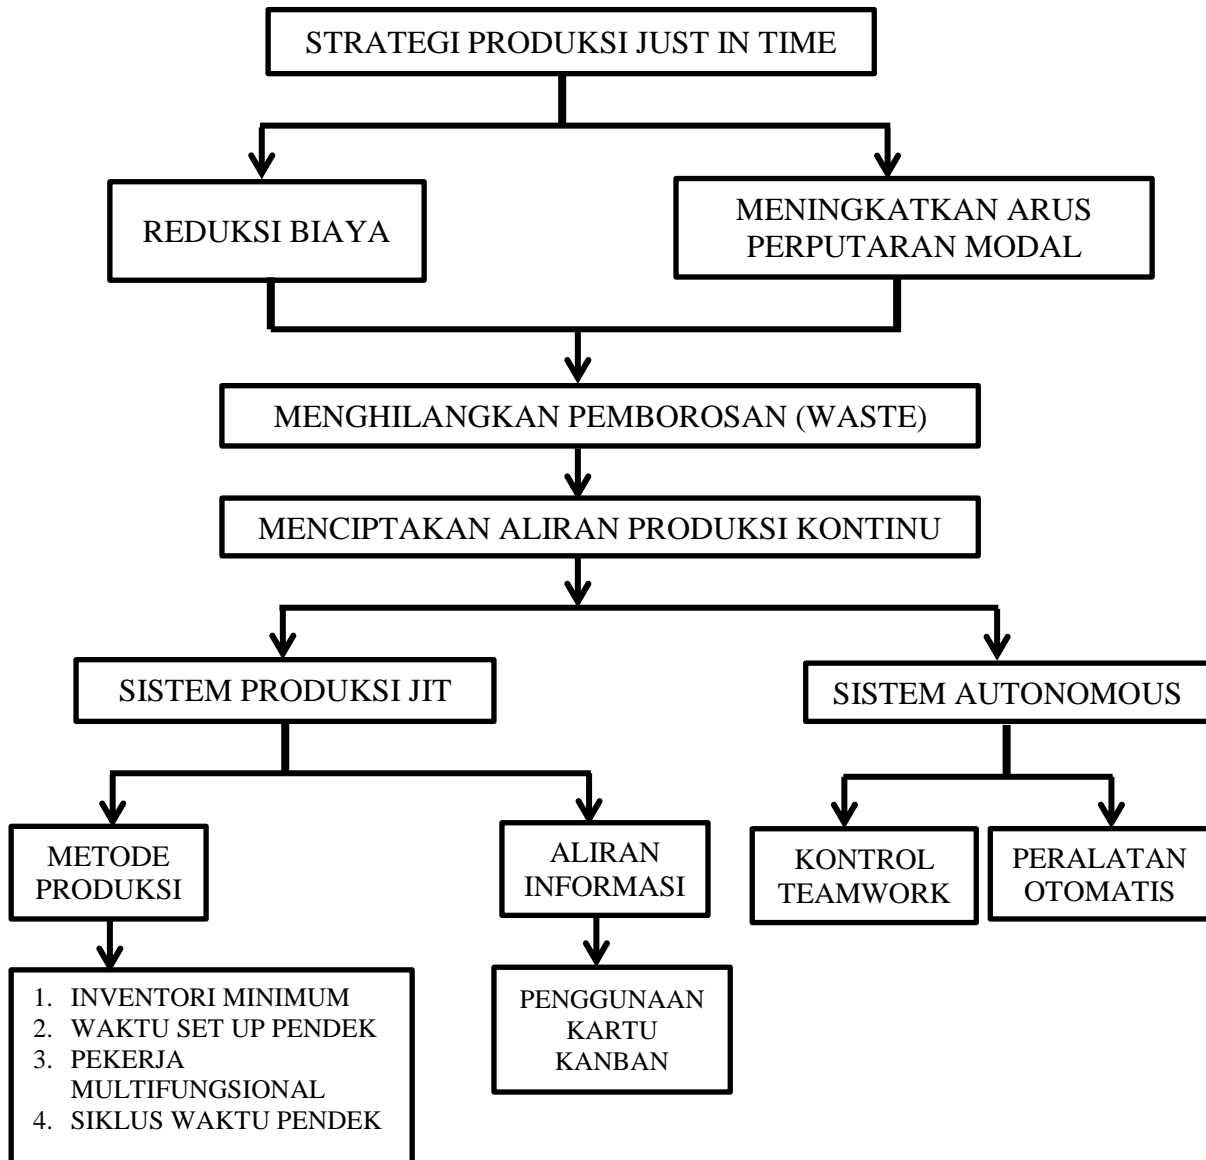 STRATEGI PRODUKSI JUST IN TIME
REDUKSI BIAYA
MENINGKATKAN ARUS
PERPUTARAN MODAL
MENGHILANGKAN PEMBOROSAN (WASTE)
MENCIPTAKAN ALIRAN PRODUKSI KONTINU
SISTEM PRODUKSI JIT
SISTEM AUTONOMOUS
METODE
PRODUKSI
ALIRAN
INFORMASI
KONTROL
TEAMWORK
PERALATAN
OTOMATIS
1. INVENTORI MINIMUM
2. WAKTU SET UP PENDEK
3. PEKERJA
MULTIFUNGSIONAL
4. SIKLUS WAKTU PENDEK
PENGGUNAAN
KARTU
KANBAN